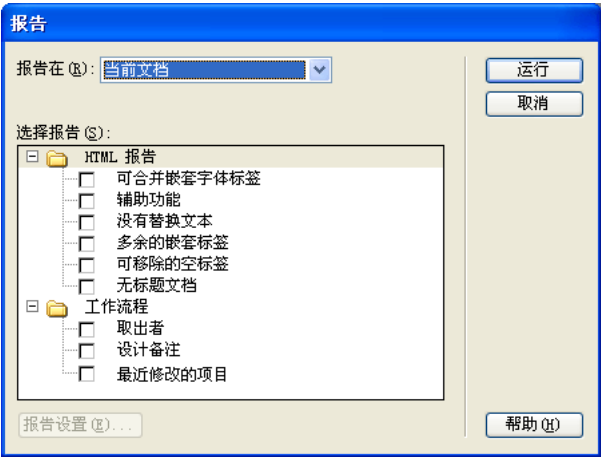 报告
报告在(R): 当前文档
运行
取消
选择报告(S):
HTML 报告
可合并嵌套字体标签
辅助功能
没有替换文本
多余的嵌套标签
可移除的空标签
无标题文档
工作流程
取出者
设计备注
最近修改的项目
报告设置(E)...
帮助(H)